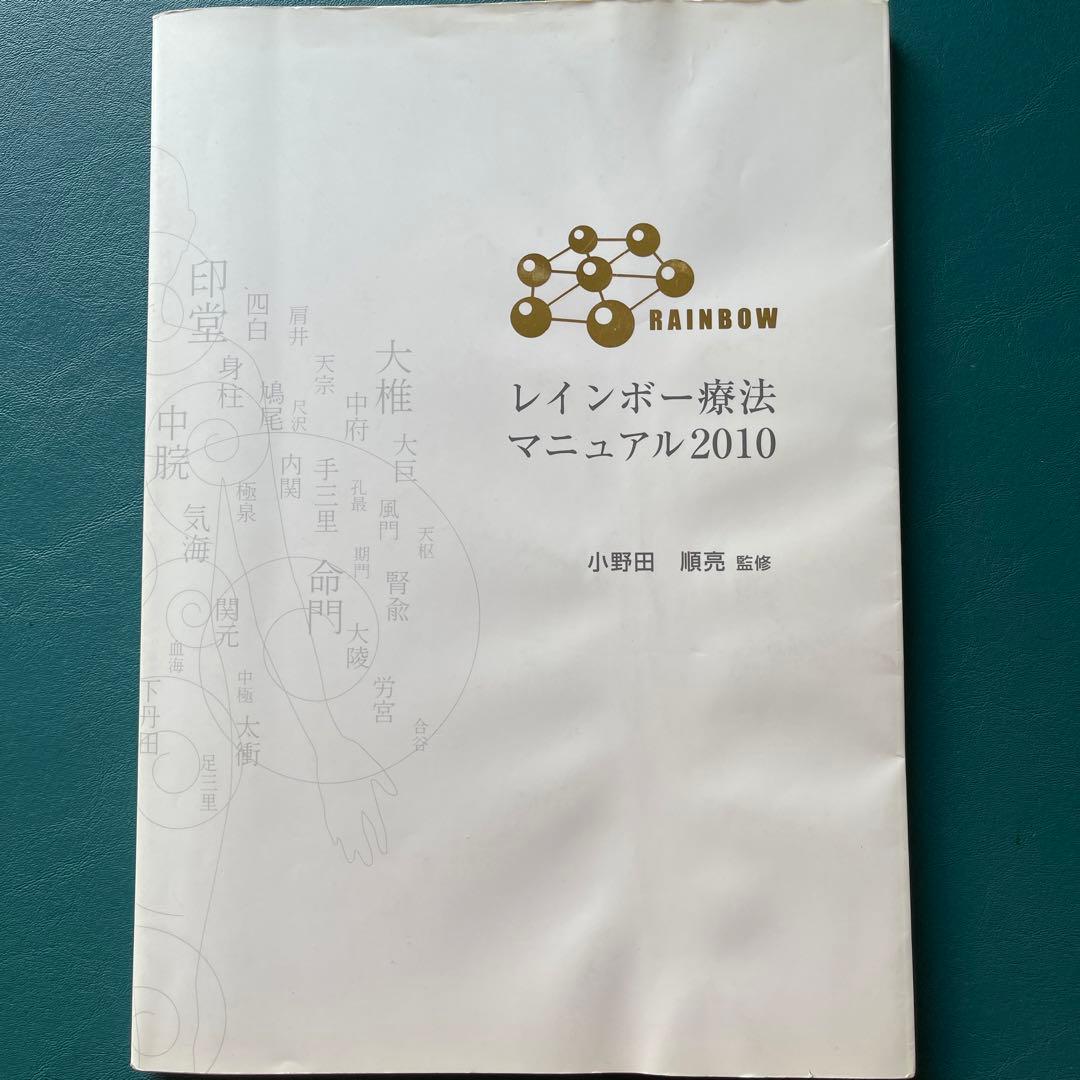 RAINBOW
レインボー療法
マニュアル2010
小野田 順亮 監修
印堂
四白
肩井
大椎
身柱
鳩尾
天宗
尺沢
中府
大巨
中脘
極泉
内関
手三里
孔最
風門
天枢
気海
期門
命門
腎兪
関元
大陵
血海
中極
労宮
合谷
下丹田
太衝
足三里